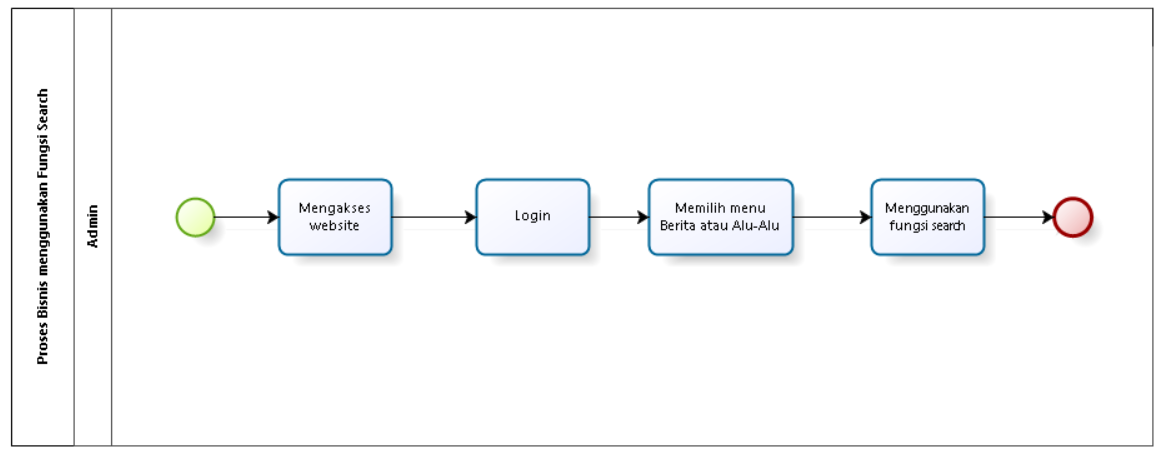 Proses Bisnis menggunakan Fungsi Search
Admin
Mengakses
website
Login
Memilih menu
Berita atau Alu-Alu
Menggunakan
fungsi search